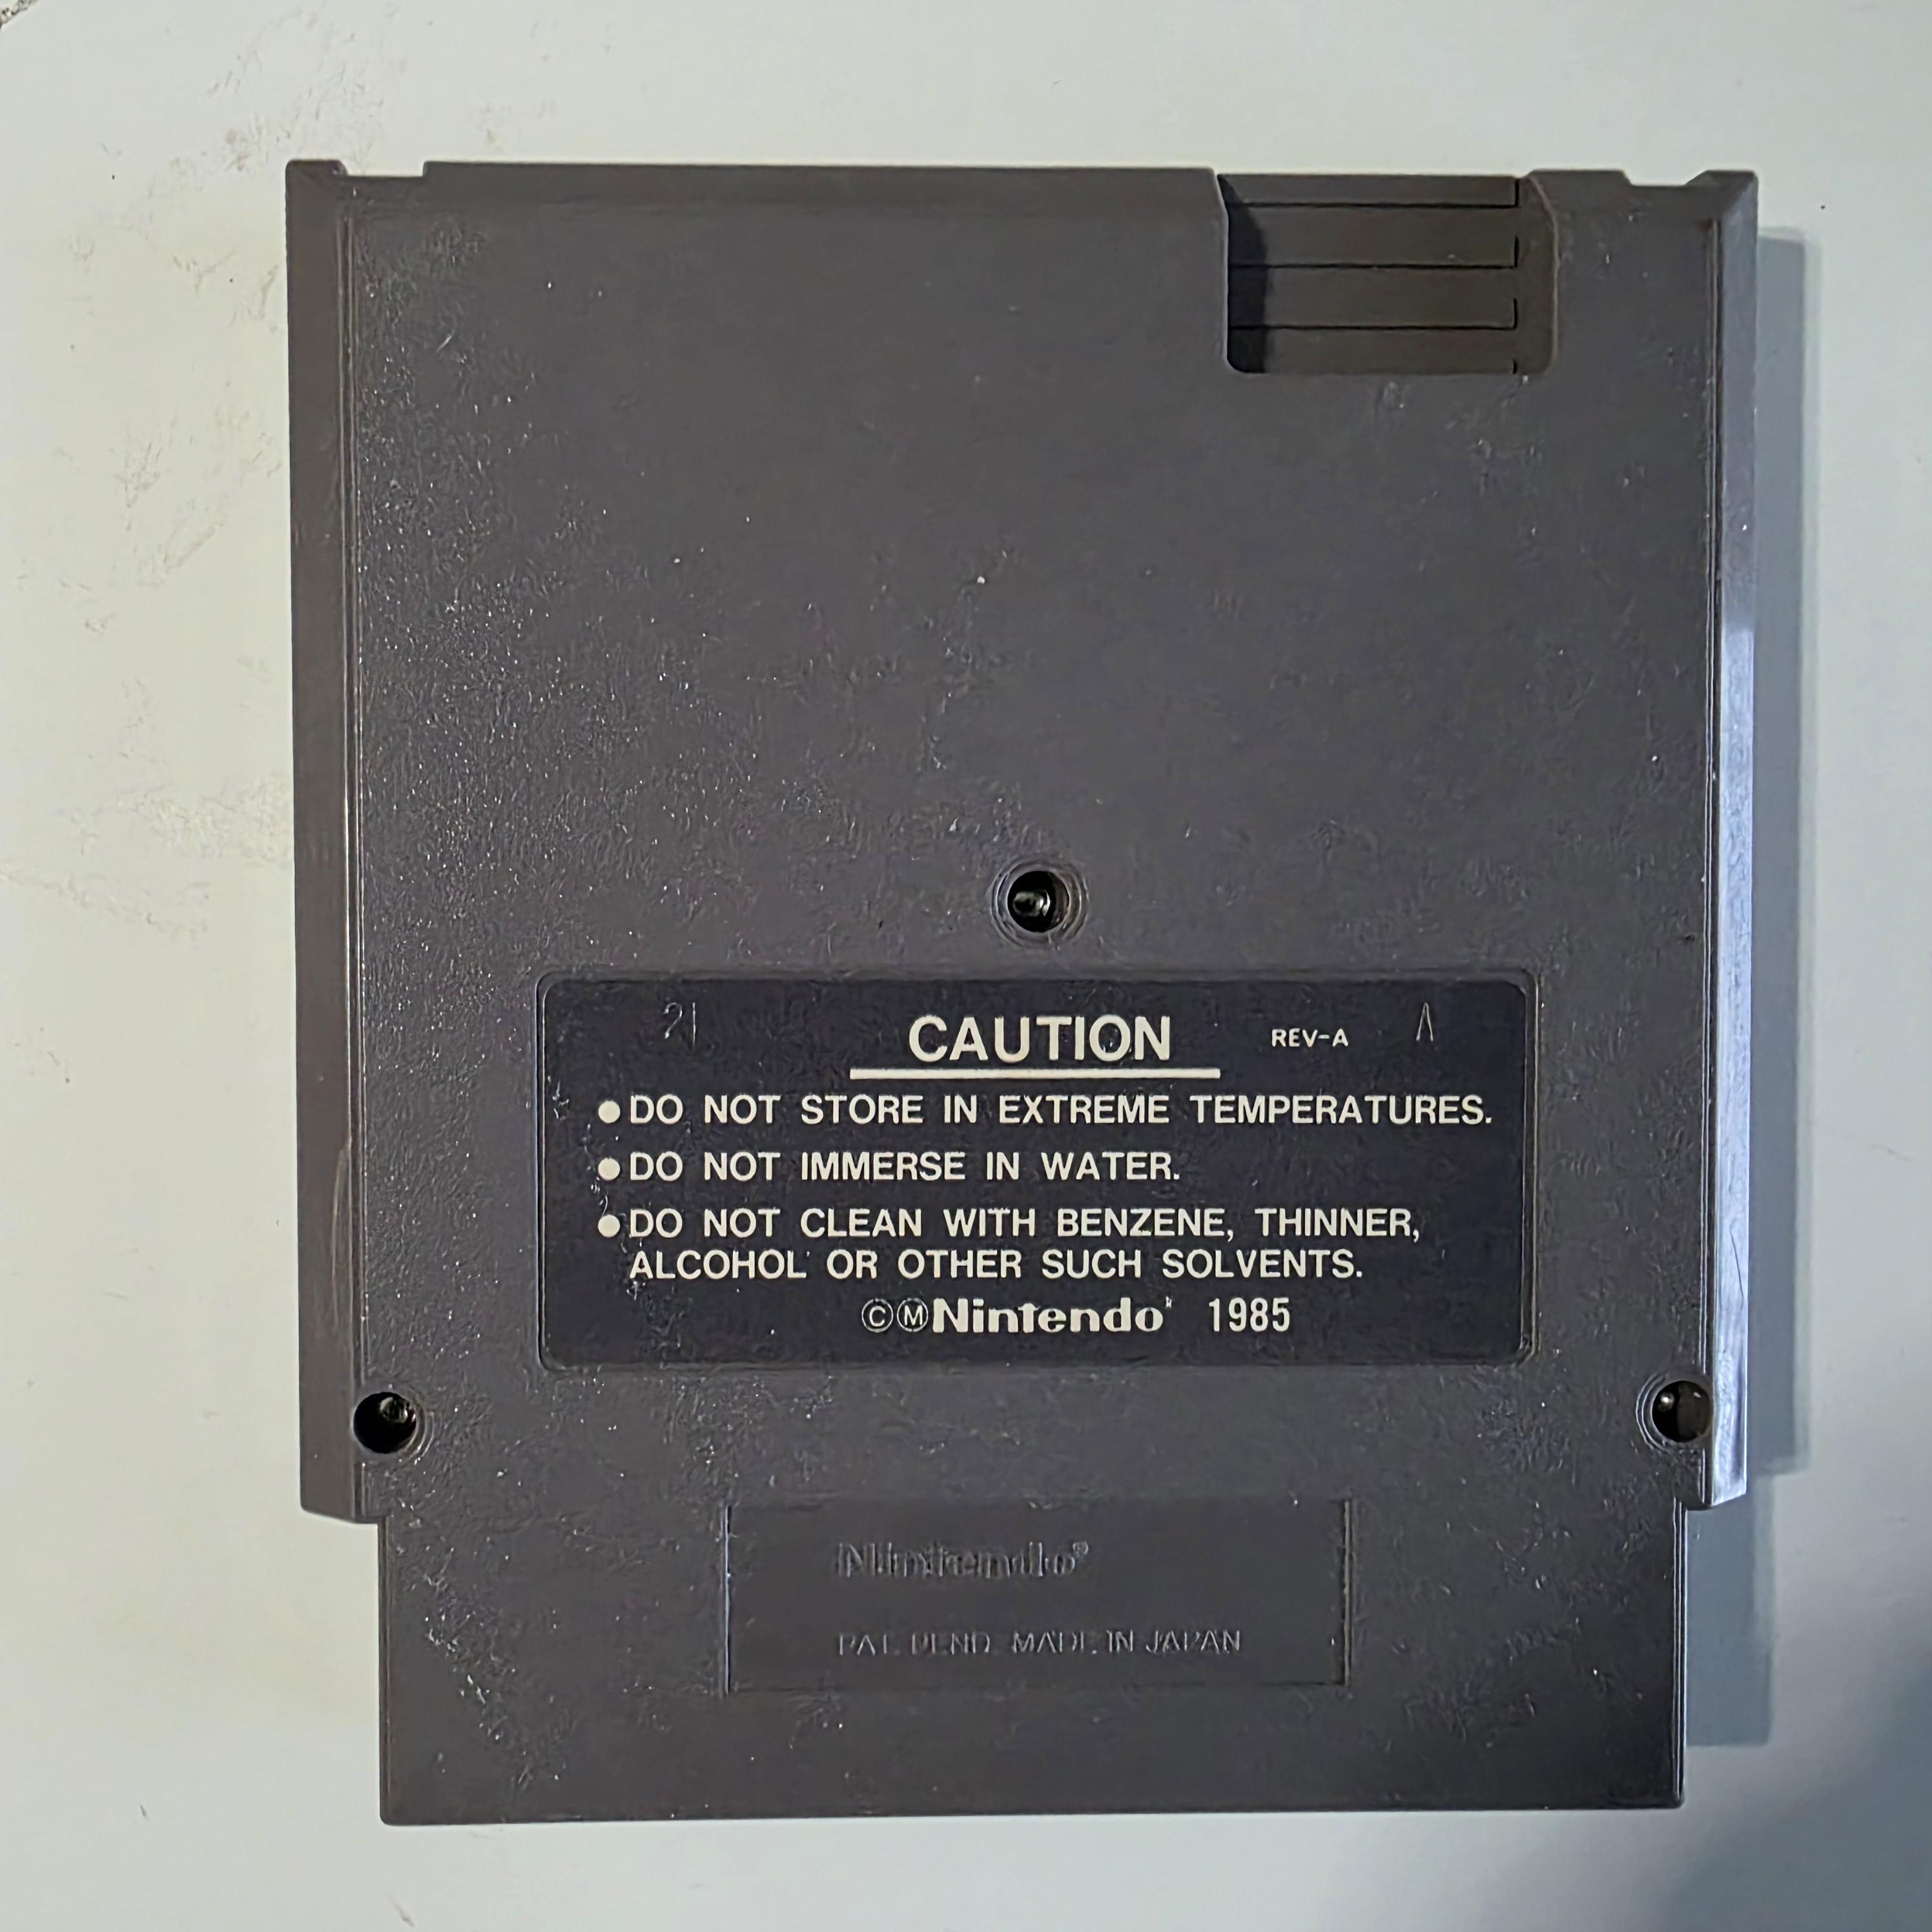 21 CAUTION REV-A A
●DO NOT STORE IN EXTREME TEMPERATURES.
●DO NOT IMMERSE IN WATER.
●DO NOT CLEAN WITH BENZENE, THINNER,
ALCOHOL OR OTHER SUCH SOLVENTS.
©ⓂNintendo® 1985
Nintendo®
PAT. PEND. MADE IN JAPAN